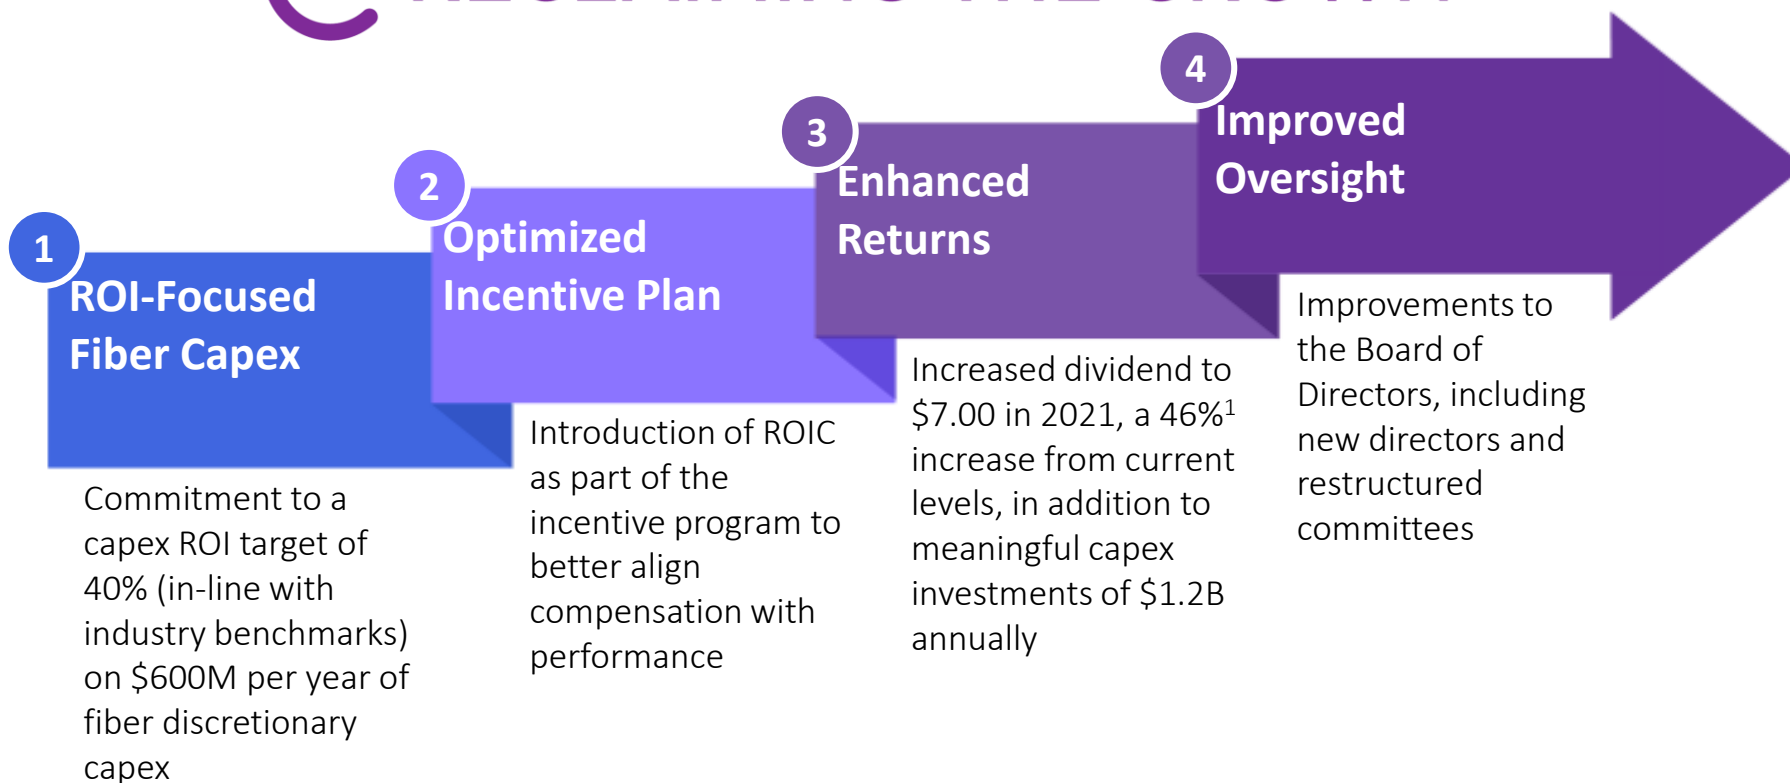 1
ROI-Focused
Fiber Capex
Commitment to a
capex ROI target of
40% (in-line with
industry benchmarks)
on $600M per year of
fiber discretionary
capex
2
Optimized
Incentive Plan
Introduction of ROIC
as part of the
incentive program to
better align
compensation with
performance
3
Enhanced
Returns
Increased dividend to
$7.00 in 2021, a 46%¹
increase from current
levels, in addition to
meaningful capex
investments of $1.2B
annually
4
Improved
Oversight
Improvements to
the Board of
Directors, including
new directors and
restructured
committees